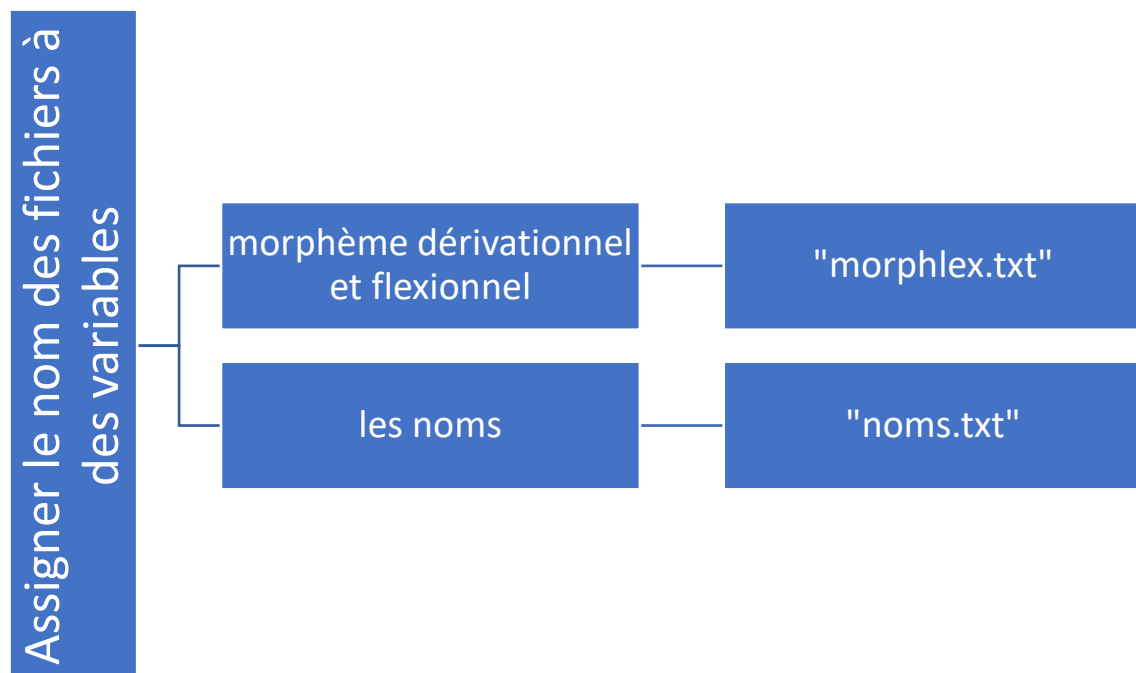 Assigner le nom des fichiers à
des variables
morphème dérivationnel
et flexionnel
"morphlex.txt"
les noms
"noms.txt"